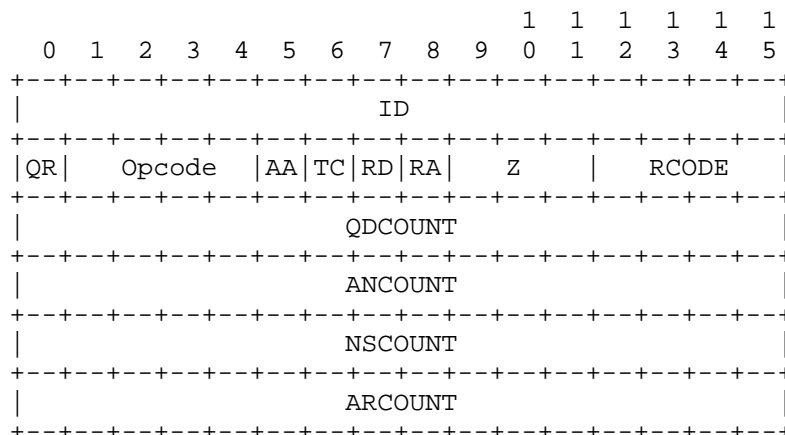 1  1  1  1  1  1
  0  1  2  3  4  5  6  7  8  9  0  1  2  3  4  5
+--+--+--+--+--+--+--+--+--+--+--+--+--+--+--+--+
|                      ID                       |
+--+--+--+--+--+--+--+--+--+--+--+--+--+--+--+--+
|QR|   Opcode  |AA|TC|RD|RA|   Z    |   RCODE   |
+--+--+--+--+--+--+--+--+--+--+--+--+--+--+--+--+
|                    QDCOUNT                    |
+--+--+--+--+--+--+--+--+--+--+--+--+--+--+--+--+
|                    ANCOUNT                    |
+--+--+--+--+--+--+--+--+--+--+--+--+--+--+--+--+
|                    NSCOUNT                    |
+--+--+--+--+--+--+--+--+--+--+--+--+--+--+--+--+
|                    ARCOUNT                    |
+--+--+--+--+--+--+--+--+--+--+--+--+--+--+--+--+